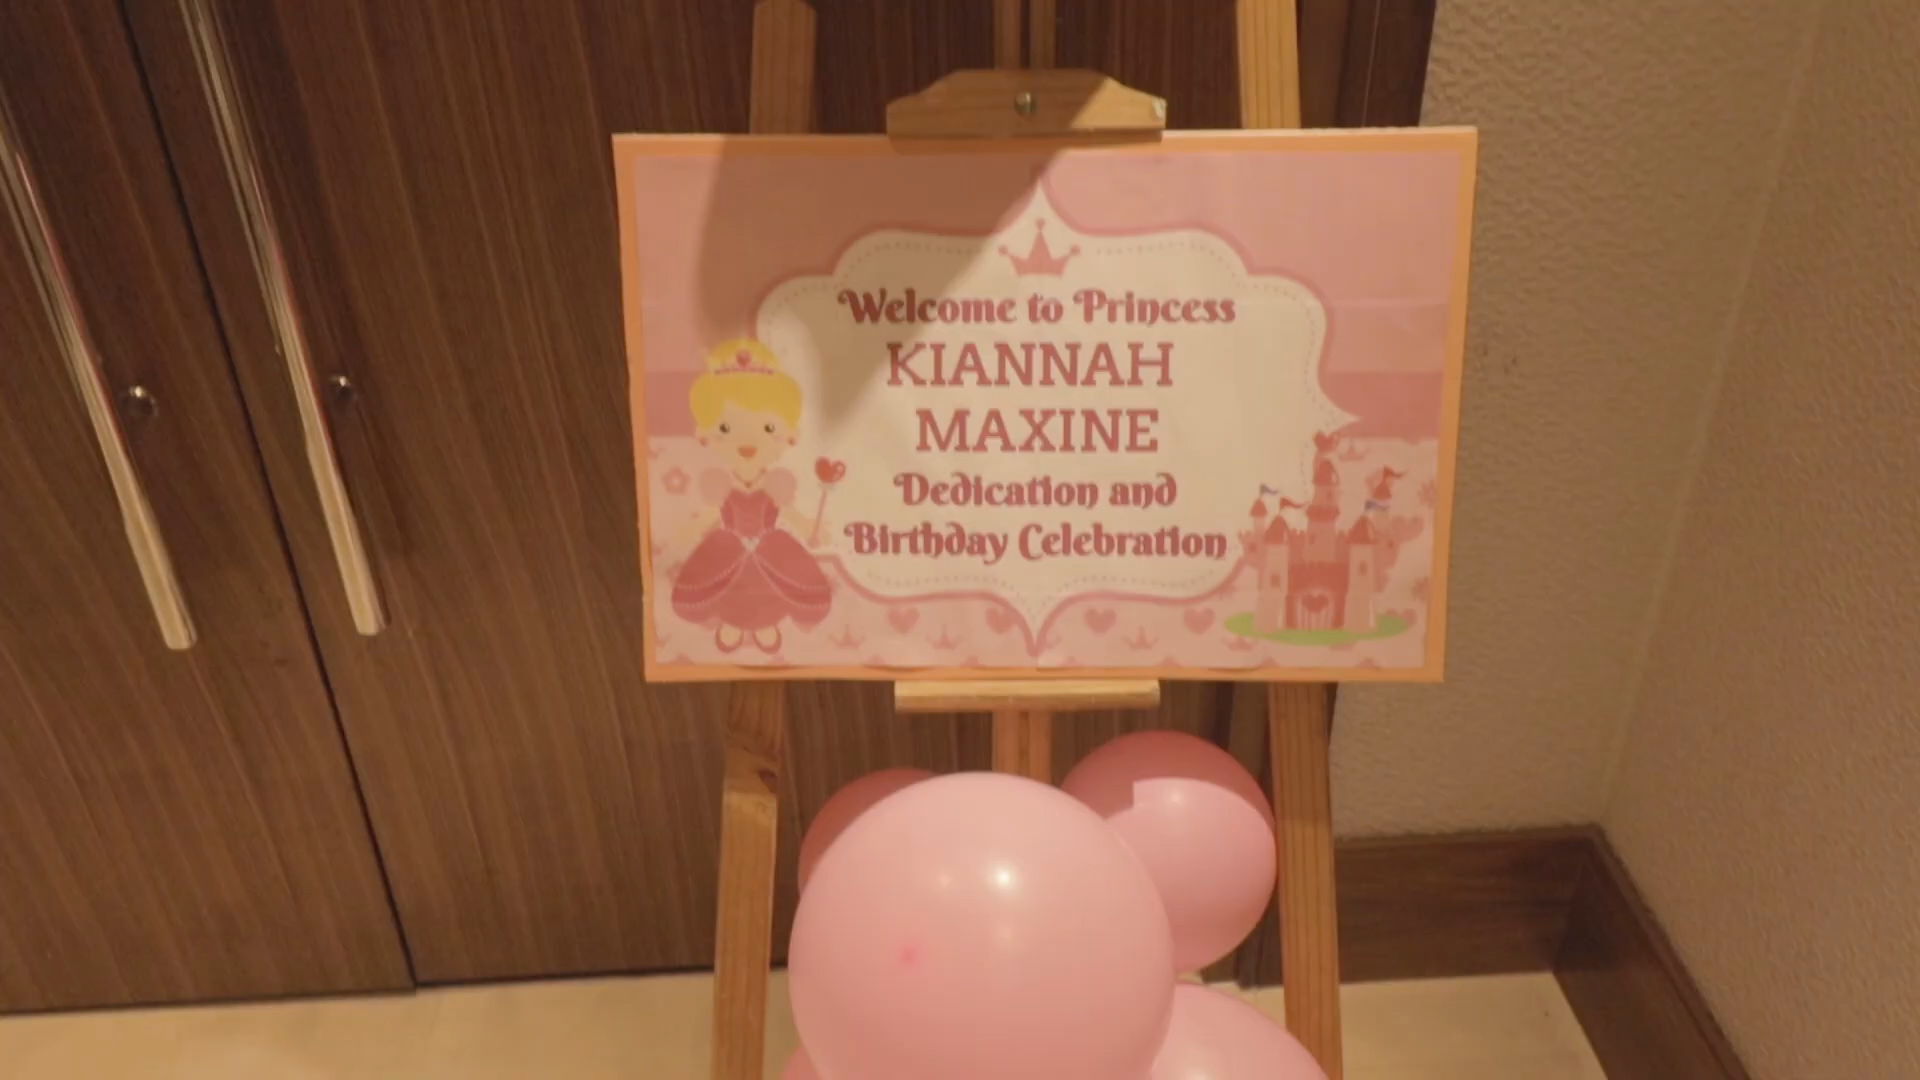 Welcome to Princess
KIANNAH
MAXINE
Dedication and
Birthday Celebration